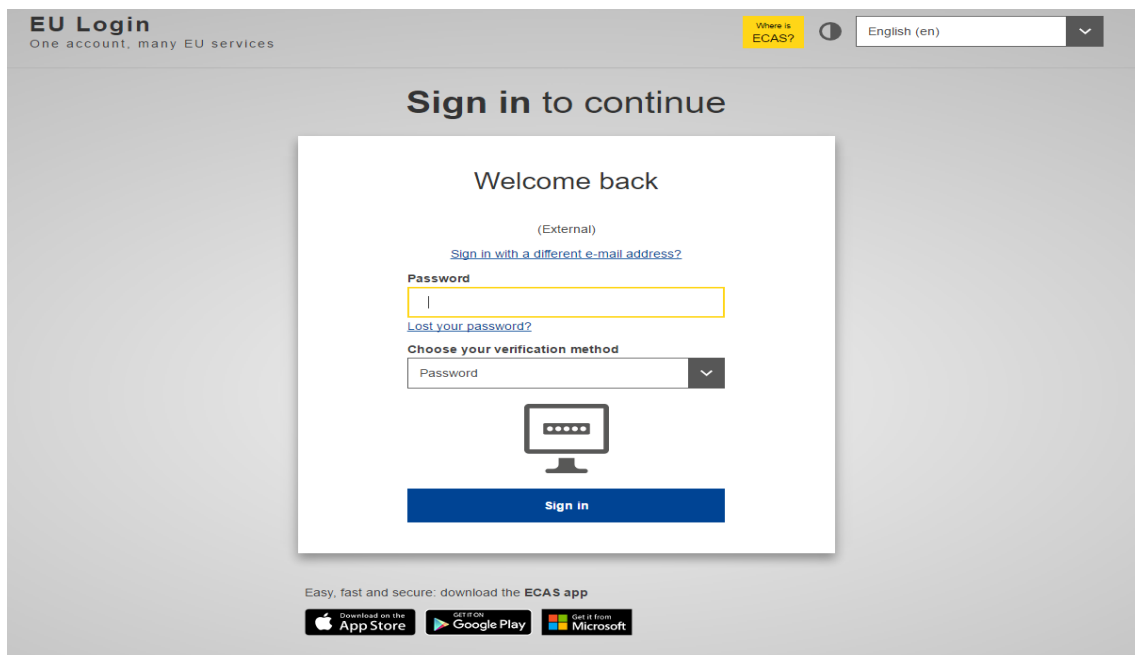 EU Login
One account, many EU services
Where is
ECAS?
English (en)
Sign in to continue
Welcome back
(External)
Sign in with a different e-mail address?
Password
Lost your password?
Choose your verification method
Password
Sign in
Easy, fast and secure: download the ECAS app
Download on the
App Store
GET IT ON
Google Play
Get it from
Microsoft